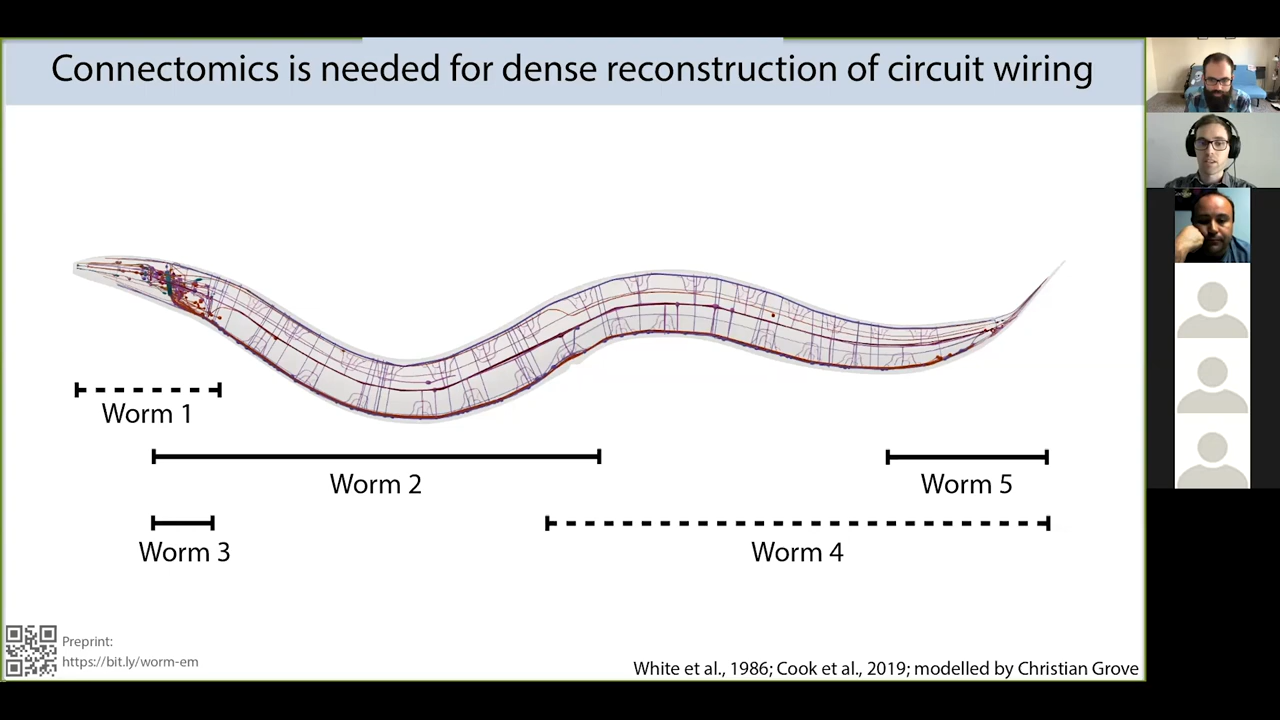 Connectomics is needed for dense reconstruction of circuit wiring
Worm 1
Worm 2
Worm 5
Worm 3
Worm 4
Preprint:
https://bit.ly/worm-em
White et al., 1986; Cook et al., 2019; modelled by Christian Grove